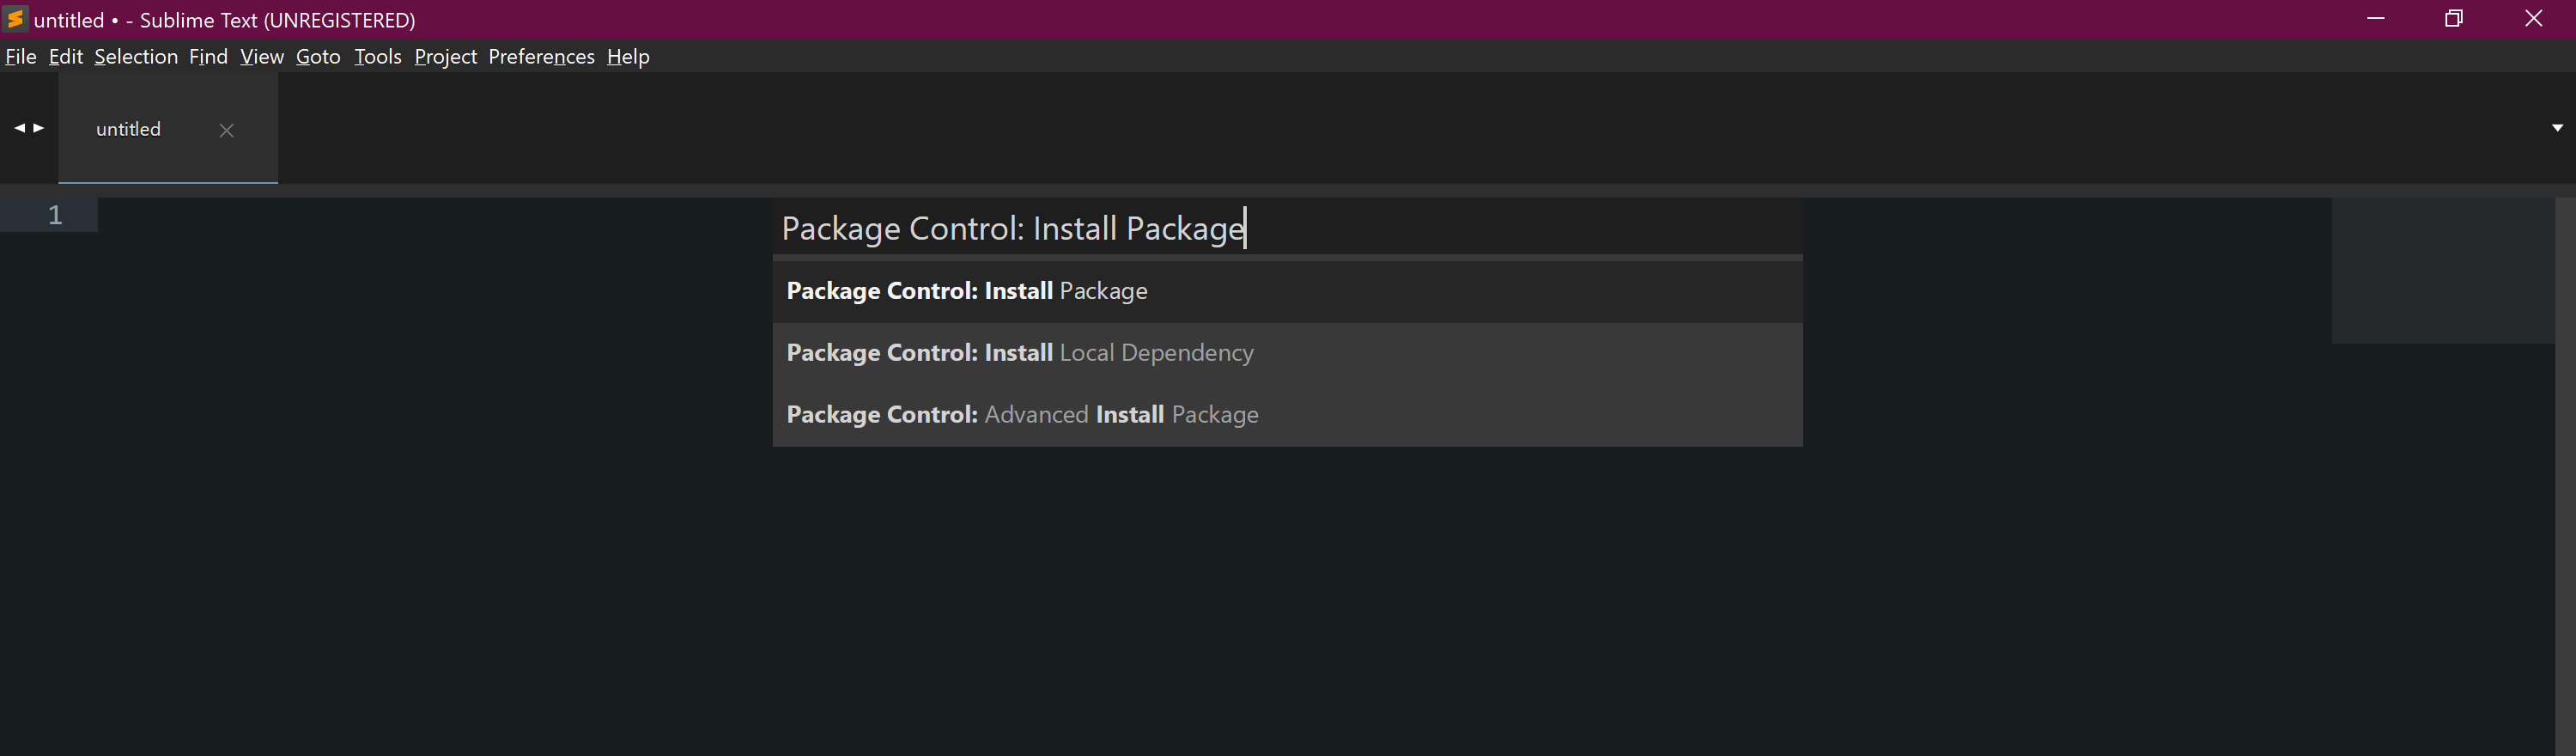 untitled • - Sublime Text (UNREGISTERED)
File Edit Selection Find View Goto Tools Project Preferences Help
untitled
1
Package Control: Install Package
Package Control: Install Package
Package Control: Install Local Dependency
Package Control: Advanced Install Package